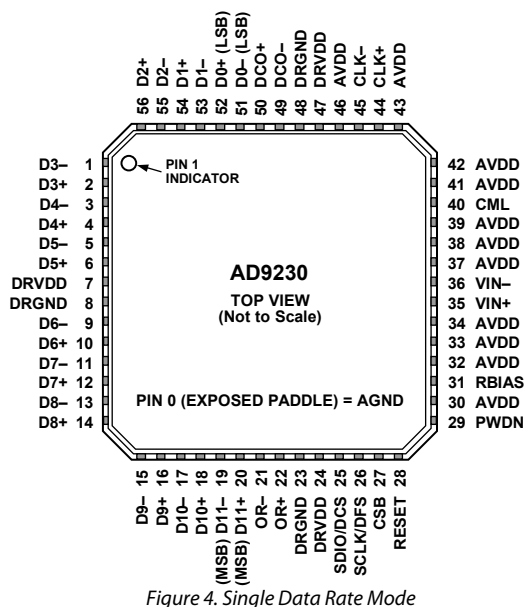 56 D2+
55 D2–
54 D1+
53 D1–
52 D0+ (LSB)
51 D0– (LSB)
50 DCO+
49 DCO–
48 DRGND
47 DRVDD
46 AVDD
45 CLK–
44 CLK+
43 AVDD
D3– 1
D3+ 2
D4– 3
D4+ 4
D5– 5
D5+ 6
DRVDD 7
DRGND 8
D6– 9
D6+ 10
D7– 11
D7+ 12
D8– 13
D8+ 14
PIN 1
INDICATOR
AD9230
TOP VIEW
(Not to Scale)
PIN 0 (EXPOSED PADDLE) = AGND
42 AVDD
41 AVDD
40 CML
39 AVDD
38 AVDD
37 AVDD
36 VIN–
35 VIN+
34 AVDD
33 AVDD
32 AVDD
31 RBIAS
30 AVDD
29 PWDN
D9– 15
D9+ 16
D10– 17
D10+ 18
(MSB) D11– 19
(MSB) D11+ 20
OR– 21
OR+ 22
DRGND 23
DRVDD 24
SDIO/DCS 25
SCLK/DFS 26
CSB 27
RESET 28
Figure 4. Single Data Rate Mode